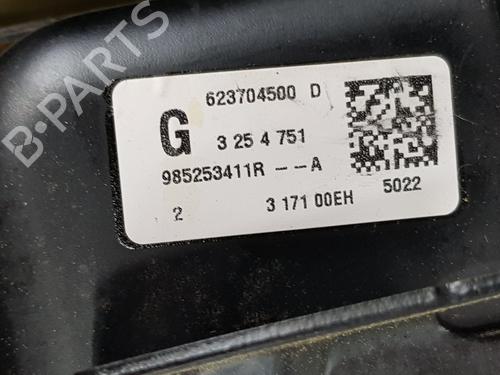 623704500 D
G 3 25 4 751
985253411R - - A
2 3 171 00EH 5022
B-PARTS